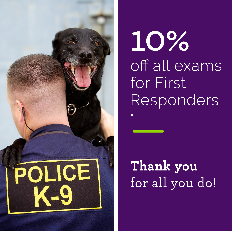 POLICE
K-9
10%
off all exams
for First
Responders
.
Thank you
for all you do!